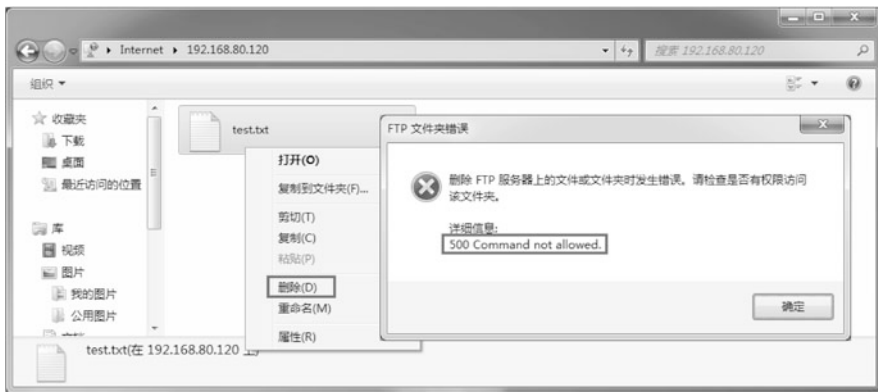 Internet ▸ 192.168.80.120
搜索 192.168.80.120
组织
收藏夹
下载
桌面
最近访问的位置
库
视频
图片
我的图片
公用图片
test.txt
打开(O)
复制到文件夹(F)...
剪切(T)
复制(C)
粘贴(P)
删除(D)
重命名(M)
属性(R)
FTP 文件夹错误
删除 FTP 服务器上的文件或文件夹时发生错误。请检查是否有权限访问
该文件夹。
详细信息:
500 Command not allowed.
确定
test.txt(在 192.168.80.120